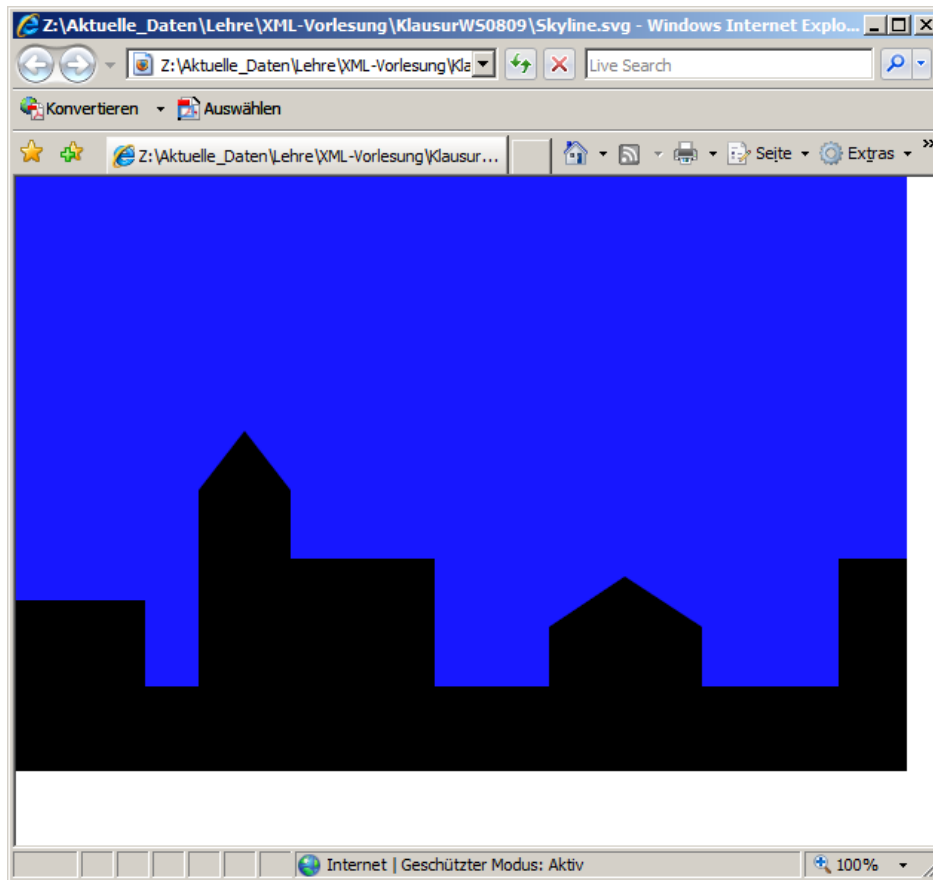 Z:\Aktuelle_Daten\Lehre\XML-Vorlesung\KlausurWS0809\Skyline.svg - Windows Internet Explo...
Z:\Aktuelle_Daten\Lehre\XML-Vorlesung\Kla Live Search
Konvertieren Auswählen
Z:\Aktuelle_Daten\Lehre\XML-Vorlesung\Klausur... Seite Extras »
Internet | Geschützter Modus: Aktiv 100%